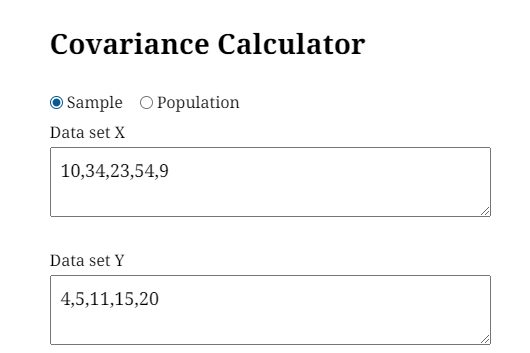 Covariance Calculator
Sample Population
Data set X
10,34,23,54,9
Data set Y
4,5,11,15,20